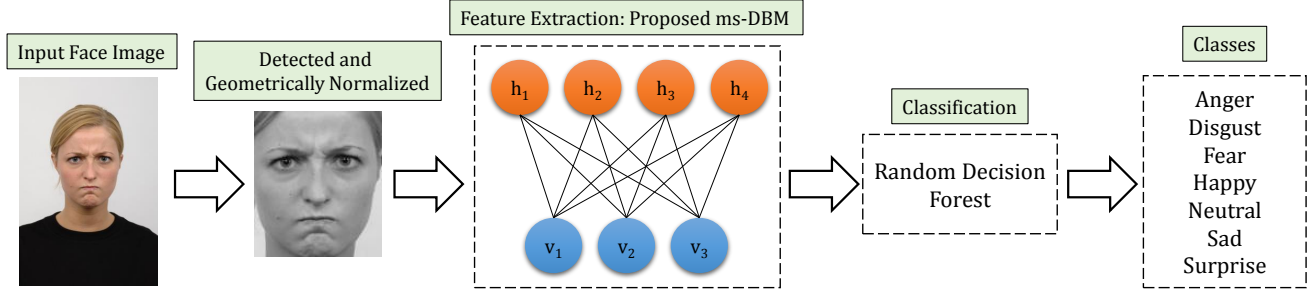 Input Face Image
Detected and
Geometrically Normalized
Feature Extraction: Proposed ms-DBM
h1
h2
h3
h4
v1
v2
v3
Classification
Random Decision
Forest
Classes
Anger
Disgust
Fear
Happy
Neutral
Sad
Surprise